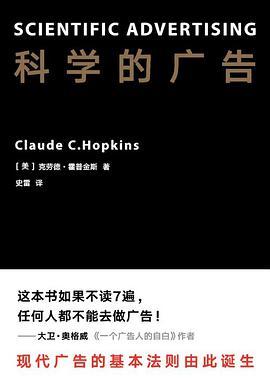 SCIENTIFIC ADVERTISING
科学的广告
Claude C.Hopkins
[美] 克劳德·霍普金斯 著
史雷 译
这本书如果不读7遍，
任何人都不能去做广告！
——大卫·奥格威《一个广告人的自白》作者
现代广告的基本法则由此诞生